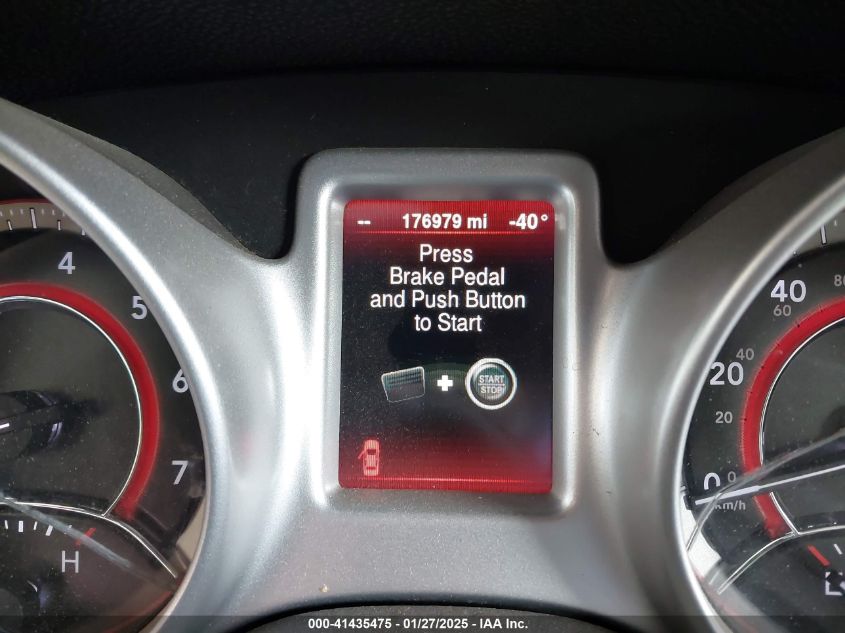 -- 176979 mi -40°
Press
Brake Pedal
and Push Button
to Start
+
START
STOP
4
5
6
7
H
80
40
60
40
20
20
0
0
km/h
000-41435475 | 01/27/2025 | IAA Inc.